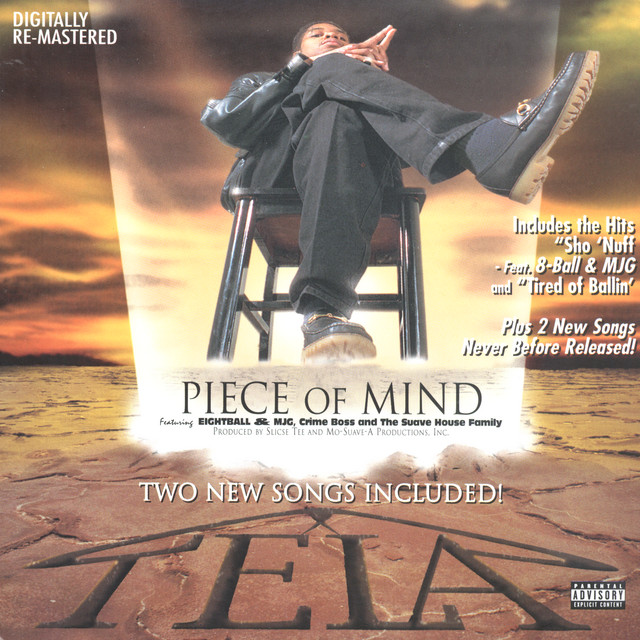 DIGITALLY
RE-MASTERED
Includes the Hits
"Sho 'Nuff
- Feat. 8-Ball & MJG
and "Tired of Ballin'
Plus 2 New Songs
Never Before Released!
PIECE OF MIND
Featuring EIGHTBALL && MJG, Crime Boss and The Suave House Family
PRODUCED BY SLICSE TEE AND MO-SUAVE-A PRODUCTIONS, INC.
TWO NEW SONGS INCLUDED!
TELA
PARENTAL
ADVISORY
EXPLICIT CONTENT